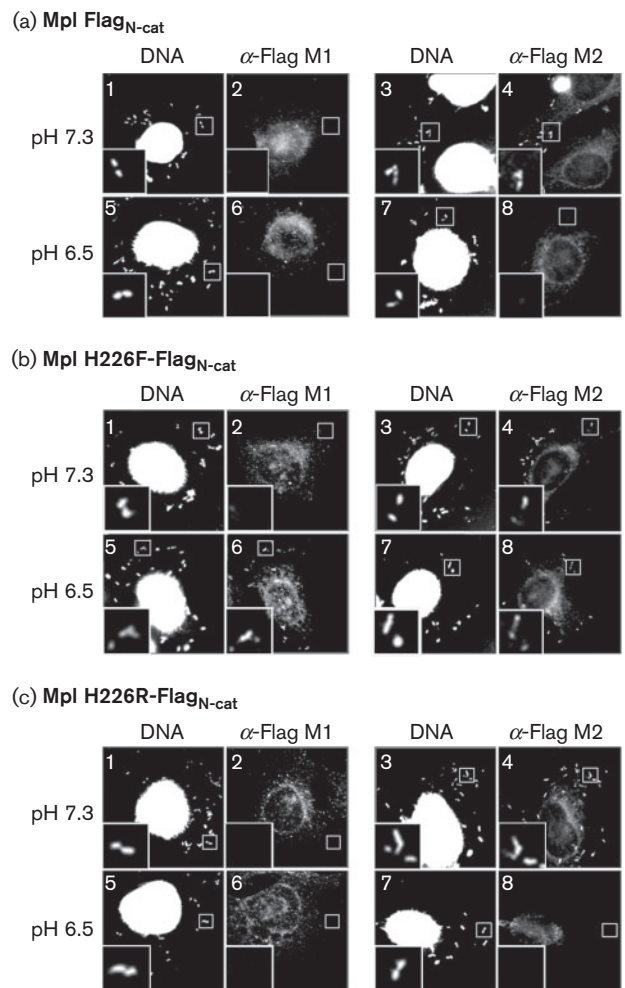 (a) Mpl Flag_N-cat
DNA α-Flag M1 DNA α-Flag M2
pH 7.3 1 2 3 4
pH 6.5 5 6 7 8
(b) Mpl H226F-Flag_N-cat
DNA α-Flag M1 DNA α-Flag M2
pH 7.3 1 2 3 4
pH 6.5 5 6 7 8
(c) Mpl H226R-Flag_N-cat
DNA α-Flag M1 DNA α-Flag M2
pH 7.3 1 2 3 4
pH 6.5 5 6 7 8